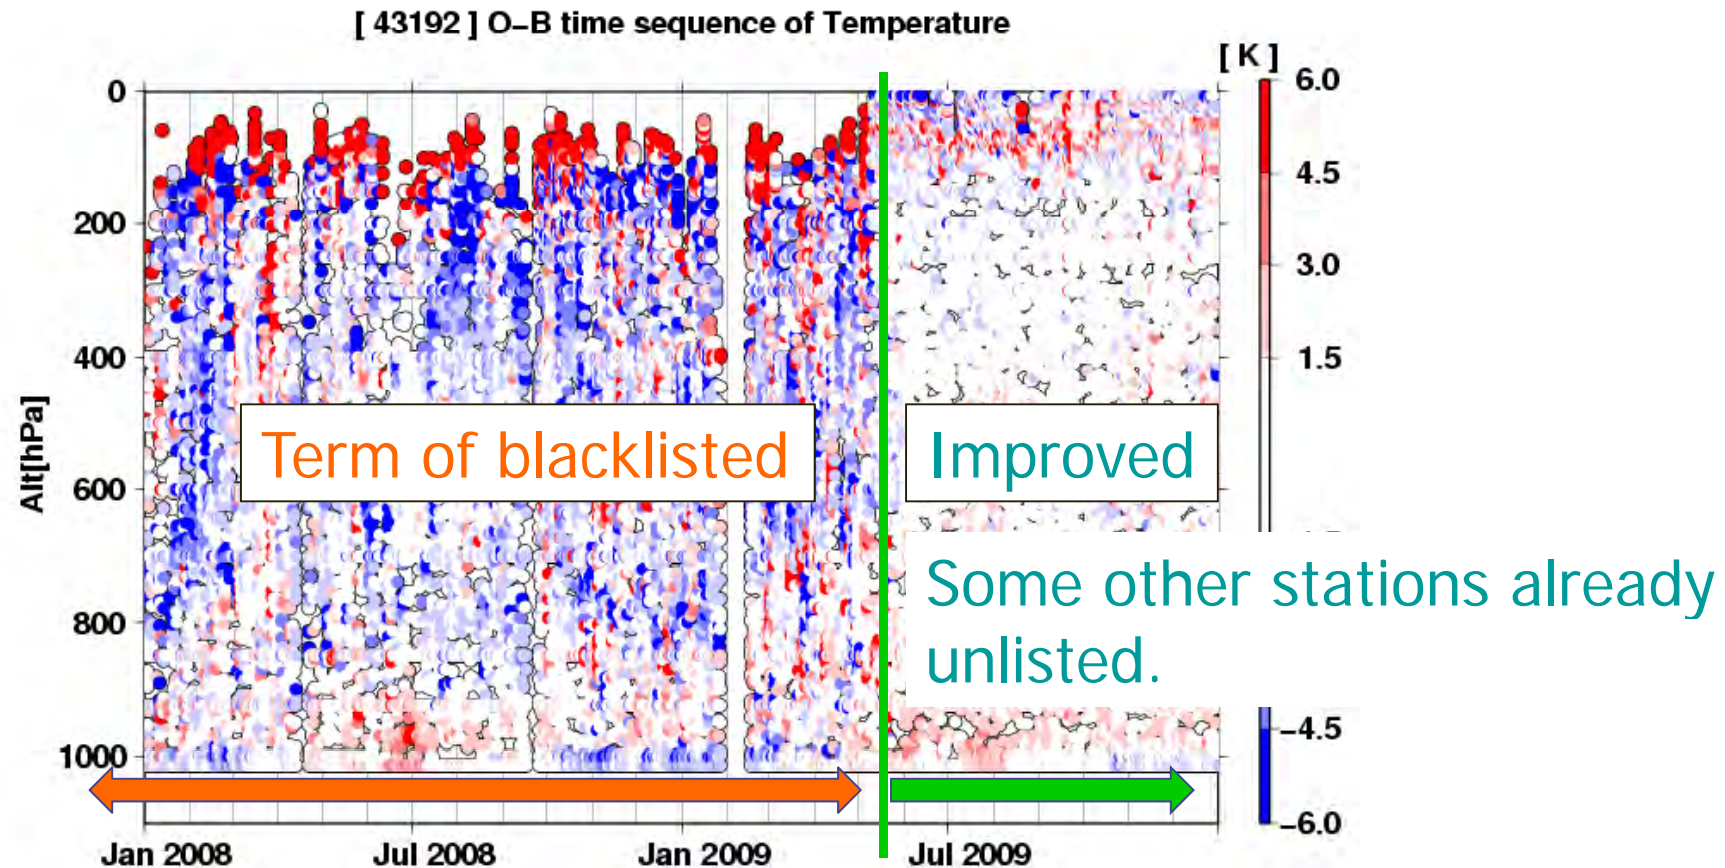 [ 43192 ] O–B time sequence of Temperature
[ K ]
0
200
400
600
800
1000
Alt[hPa]
6.0
4.5
3.0
1.5
−4.5
−6.0
Term of blacklisted
Improved
Some other stations already
unlisted.
Jan 2008
Jul 2008
Jan 2009
Jul 2009